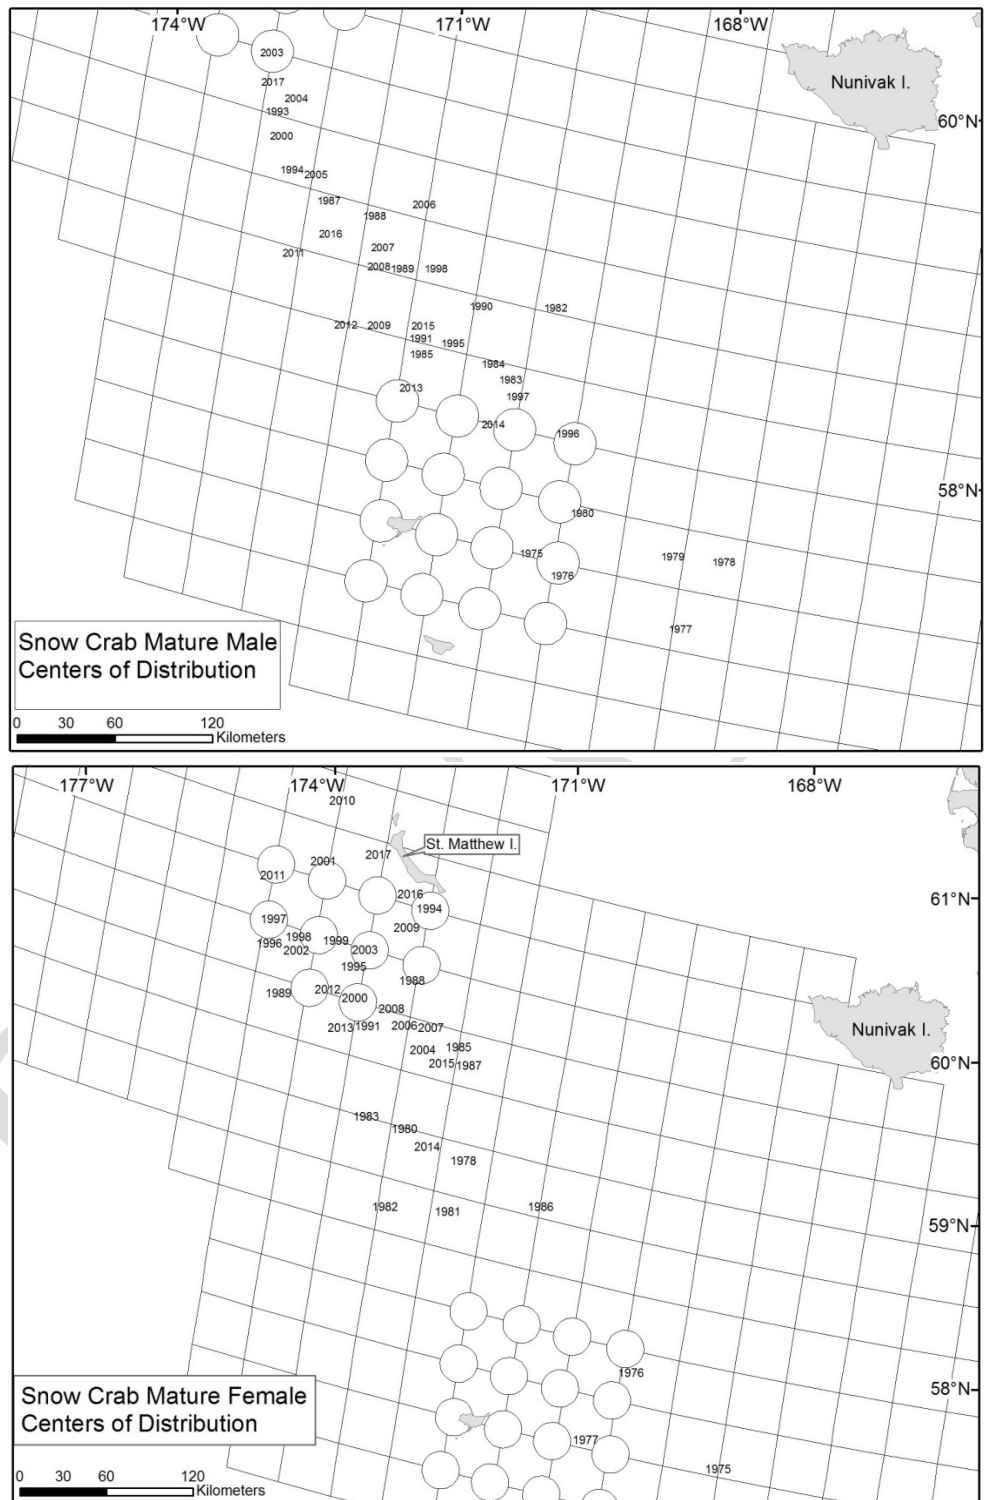 174°W 171°W 168°W
2003
Nunivak I.
2017
2004
1993
60°N
2000
1994 2005
1987
2006
1988
2016
2007
2011
2008 1989 1998
1990 1982
2012 2009 2015
1991
1995
1985
1984
1983
2013
1997
2014
1996
58°N
1980
1975
1979
1978
1976
1977
Snow Crab Mature Male
Centers of Distribution
0 30 60 120
Kilometers
177°W 174°W 171°W 168°W
2010
St. Matthew I.
2017
2001
2011
2016
61°N
1994
1997
2009
1998 1999
1996
2002 2003
1995
1988
1989 2012
2000
2008
2013 1991 2006 2007
Nunivak I.
2004 1985
2015 1987
60°N
1983
1980
2014
1978
1982 1981 1986
59°N
1976
58°N
Snow Crab Mature Female
Centers of Distribution
1977
1975
0 30 60 120
Kilometers